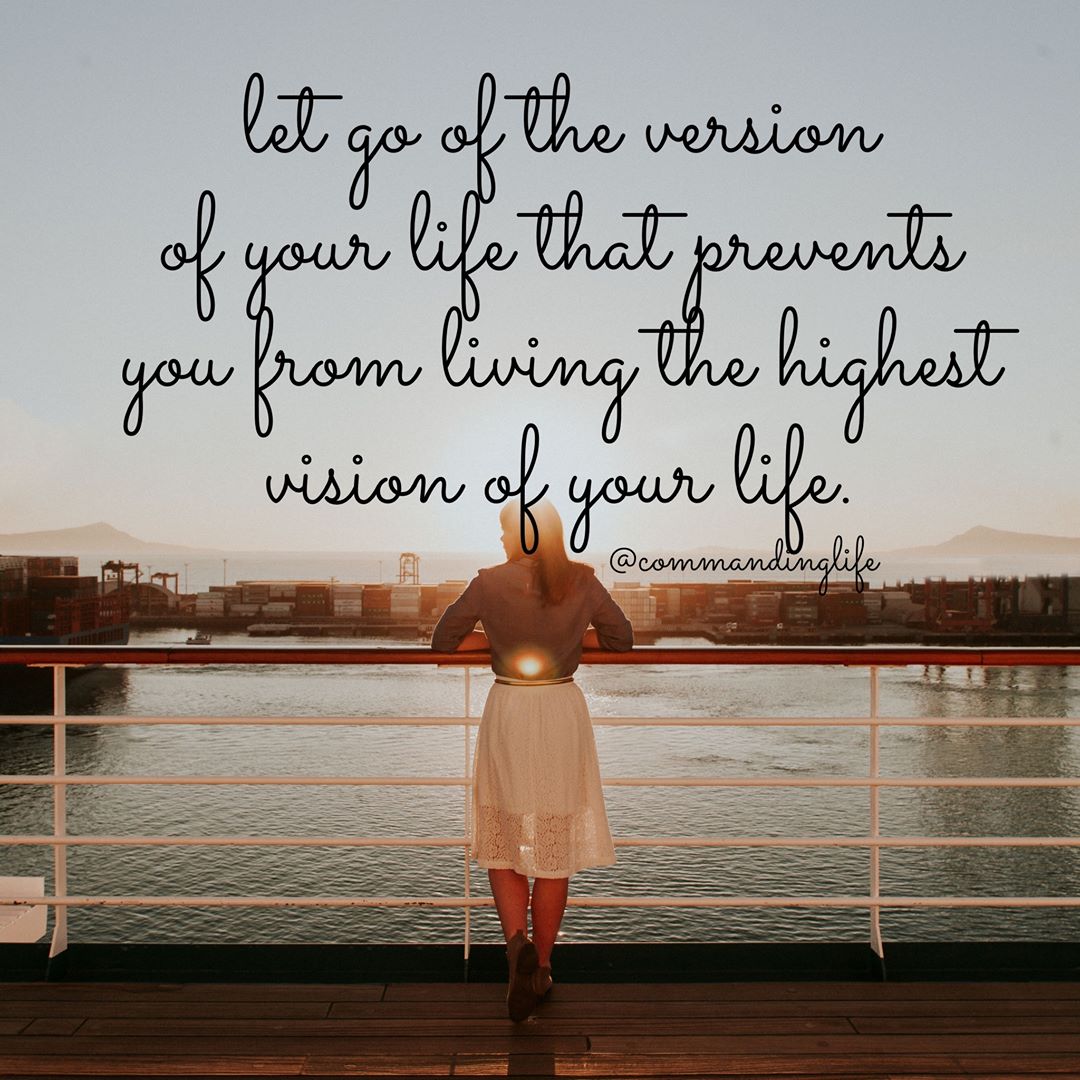 let go of the version
of your life that prevents
you from living the highest
vision of your life.
@commandinglife